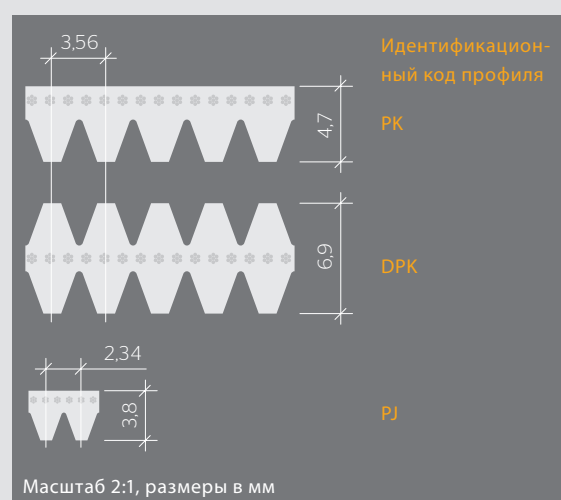 3,56
Идентификацион-
ный код профиля
4,7
PK
6,9
DPK
2,34
3,8
PJ
Масштаб 2:1, размеры в мм